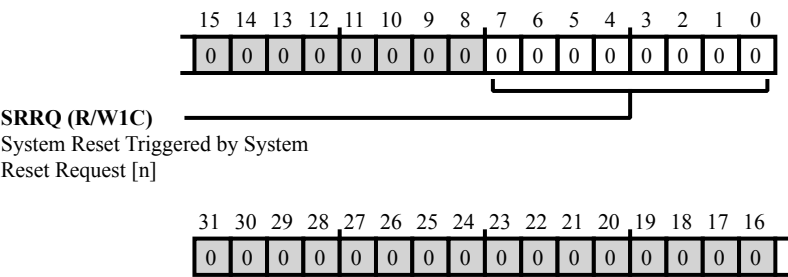 15 14 13 12 11 10 9 8 7 6 5 4 3 2 1 0
0 0 0 0 0 0 0 0 0 0 0 0 0 0 0 0
SRRQ (R/W1C)
System Reset Triggered by System
Reset Request [n]
31 30 29 28 27 26 25 24 23 22 21 20 19 18 17 16
0 0 0 0 0 0 0 0 0 0 0 0 0 0 0 0